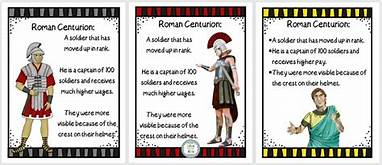 Roman Centurion:
A soldier that has
moved up in rank.
He is a captain of 100
soldiers and receives
much higher wages.
They were more
visible because of the
crest on their helmet.
Roman Centurion:
A soldier that has
moved up in rank.
He is a captain of 100
soldiers and receives
much higher wages.
They were more
visible because of the
crest on their helmet.
Roman Centurion:
A soldier that has
moved up in rank.
He is a captain of 100
soldiers and receives
higher pay.
They were more
visible because of the
crest on their helmets.